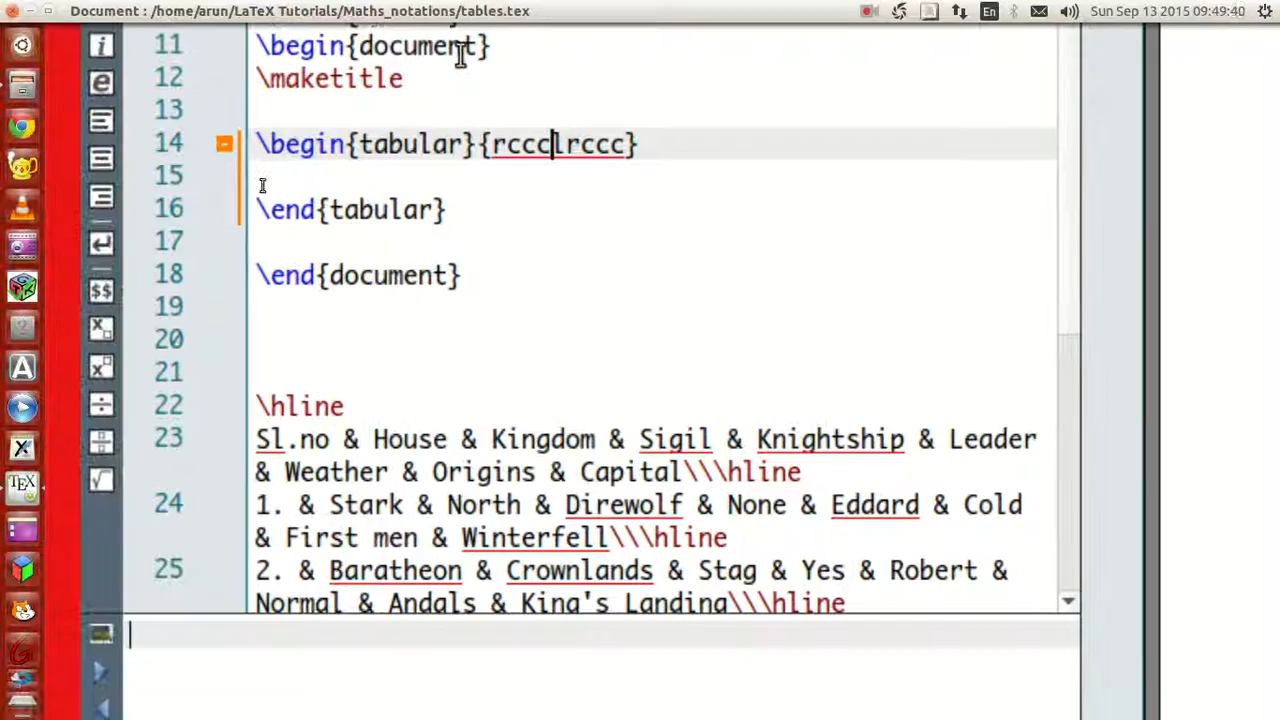 Document : /home/arun/LaTeX Tutorials/Maths_notations/tables.tex
En
Sun Sep 13 2015 09:49:40
11 \begin{document}
12 \maketitle
13
14 \begin{tabular}{rccclrccc}
15
16 \end{tabular}
17
18 \end{document}
19
20
21
22 \hline
23 Sl.no & House & Kingdom & Sigil & Knightship & Leader
& Weather & Origins & Capital\\\hline
24 1. & Stark & North & Direwolf & None & Eddard & Cold
& First men & Winterfell\\\hline
25 2. & Baratheon & Crownlands & Stag & Yes & Robert &
Normal & Andals & King's Landing\\\hline